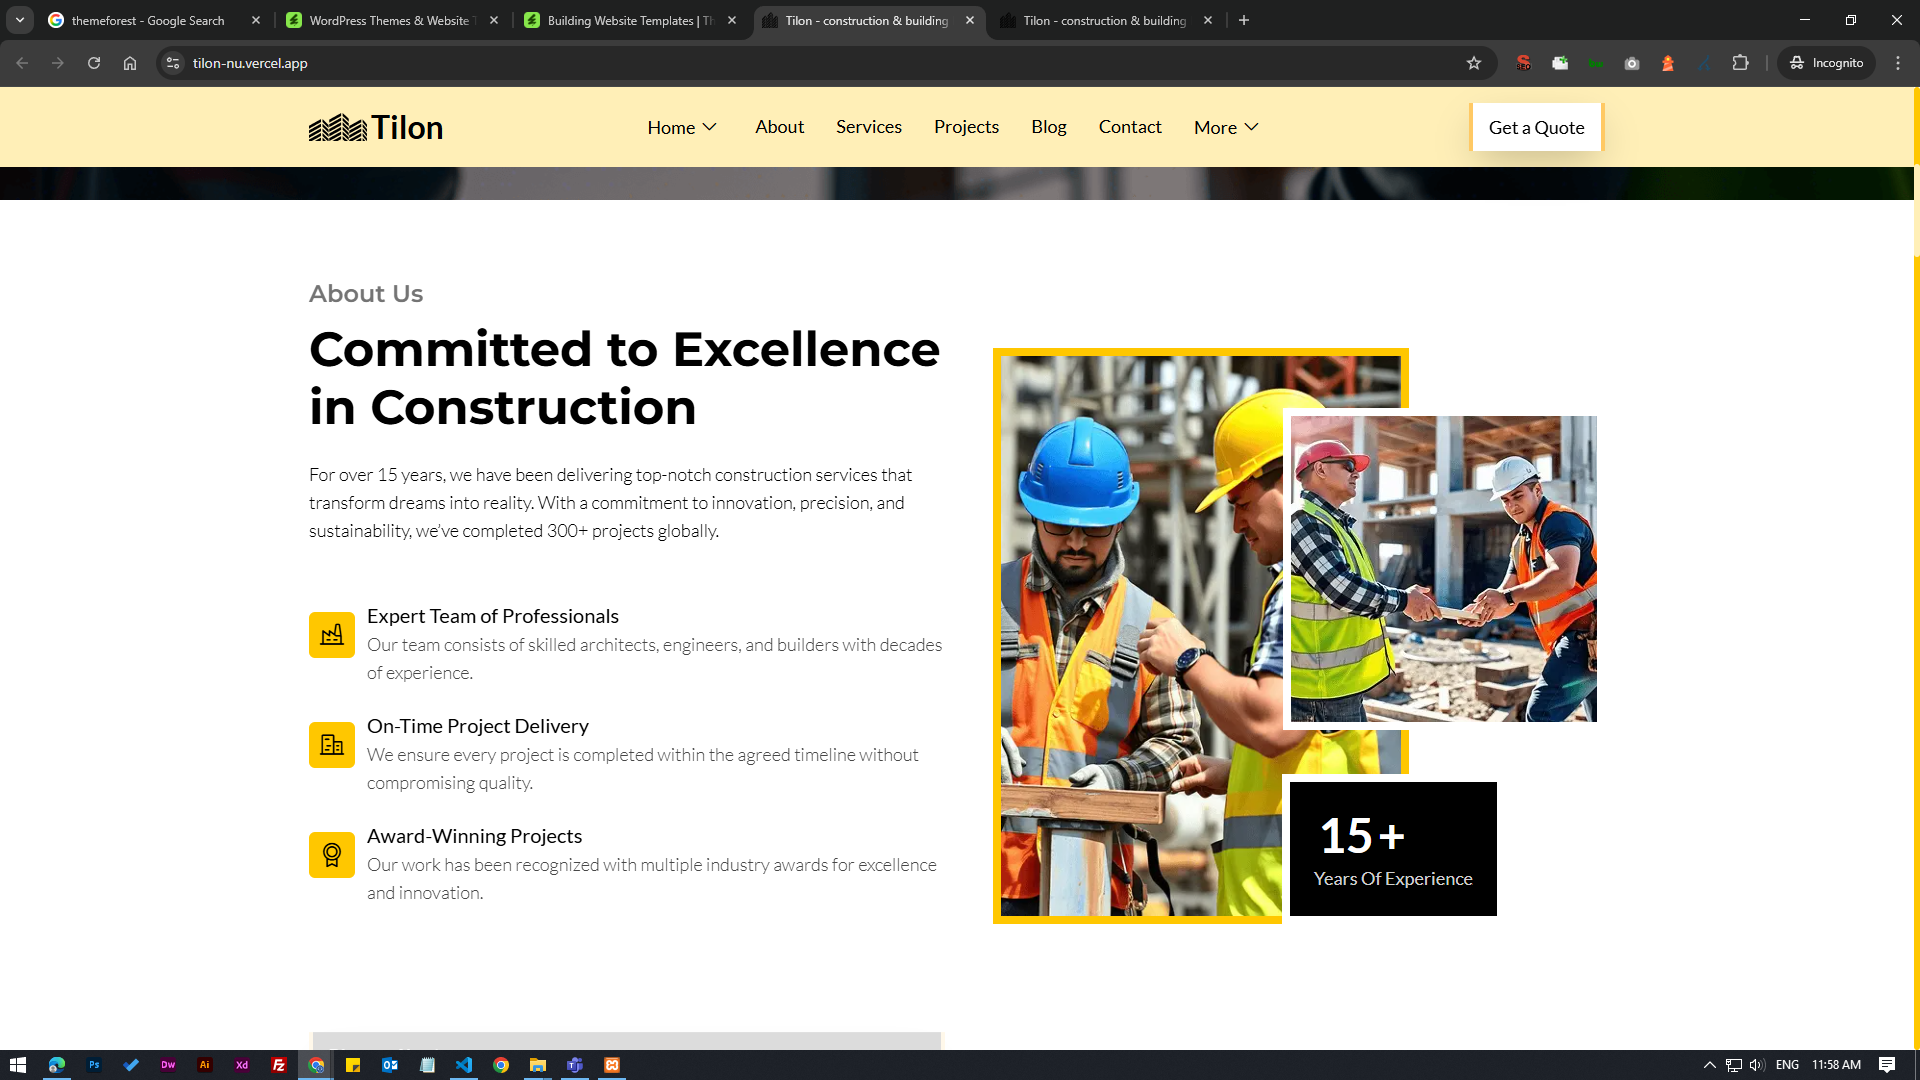 themeforest - Google Search
WordPress Themes & Website T
Building Website Templates | Th
Tilon - construction & building
Tilon - construction & building
tilon-nu.vercel.app
Incognito
Tilon
Home
About
Services
Projects
Blog
Contact
More
Get a Quote
About Us
Committed to Excellence
in Construction
For over 15 years, we have been delivering top-notch construction services that
transform dreams into reality. With a commitment to innovation, precision, and
sustainability, we’ve completed 300+ projects globally.
Expert Team of Professionals
Our team consists of skilled architects, engineers, and builders with decades
of experience.
On-Time Project Delivery
We ensure every project is completed within the agreed timeline without
compromising quality.
Award-Winning Projects
Our work has been recognized with multiple industry awards for excellence
and innovation.
15+
Years Of Experience
Ps
Dw
Ai
Xd
Fz
ENG
11:58 AM